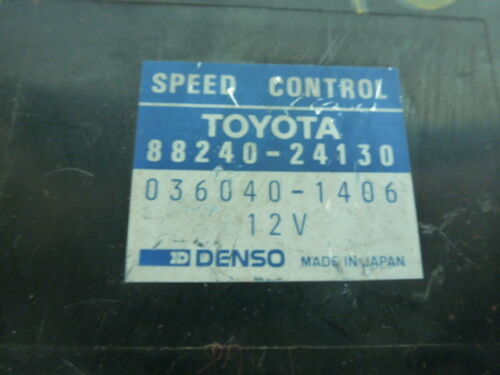 SPEED CONTROL
TOYOTA
88240-24130
036040-1406
12V
DENSO MADE IN JAPAN